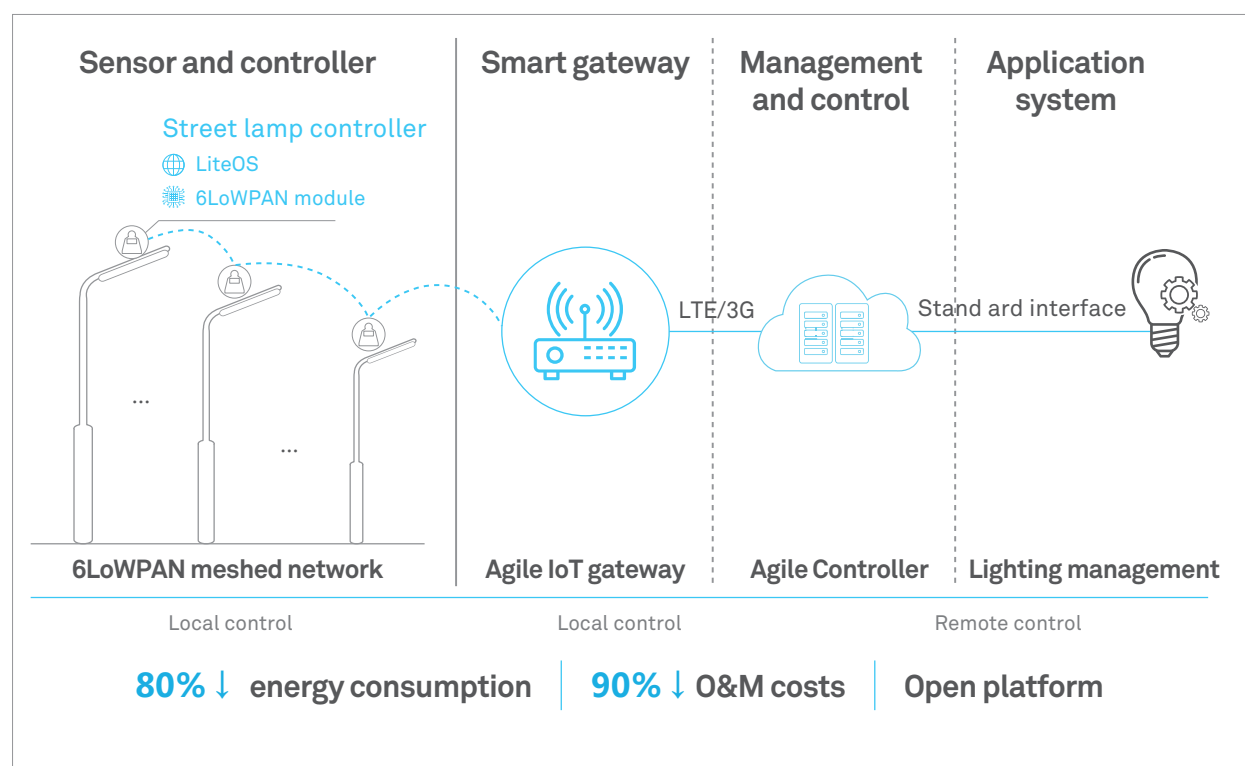 Sensor and controller
Smart gateway
Management
and control
Application
system
Street lamp controller
LiteOS
6LoWPAN module
...
...
LTE/3G
Stand ard interface
6LoWPAN meshed network
Agile IoT gateway
Agile Controller
Lighting management
Local control
Local control
Remote control
80% ↓ energy consumption
90% ↓ O&M costs
Open platform